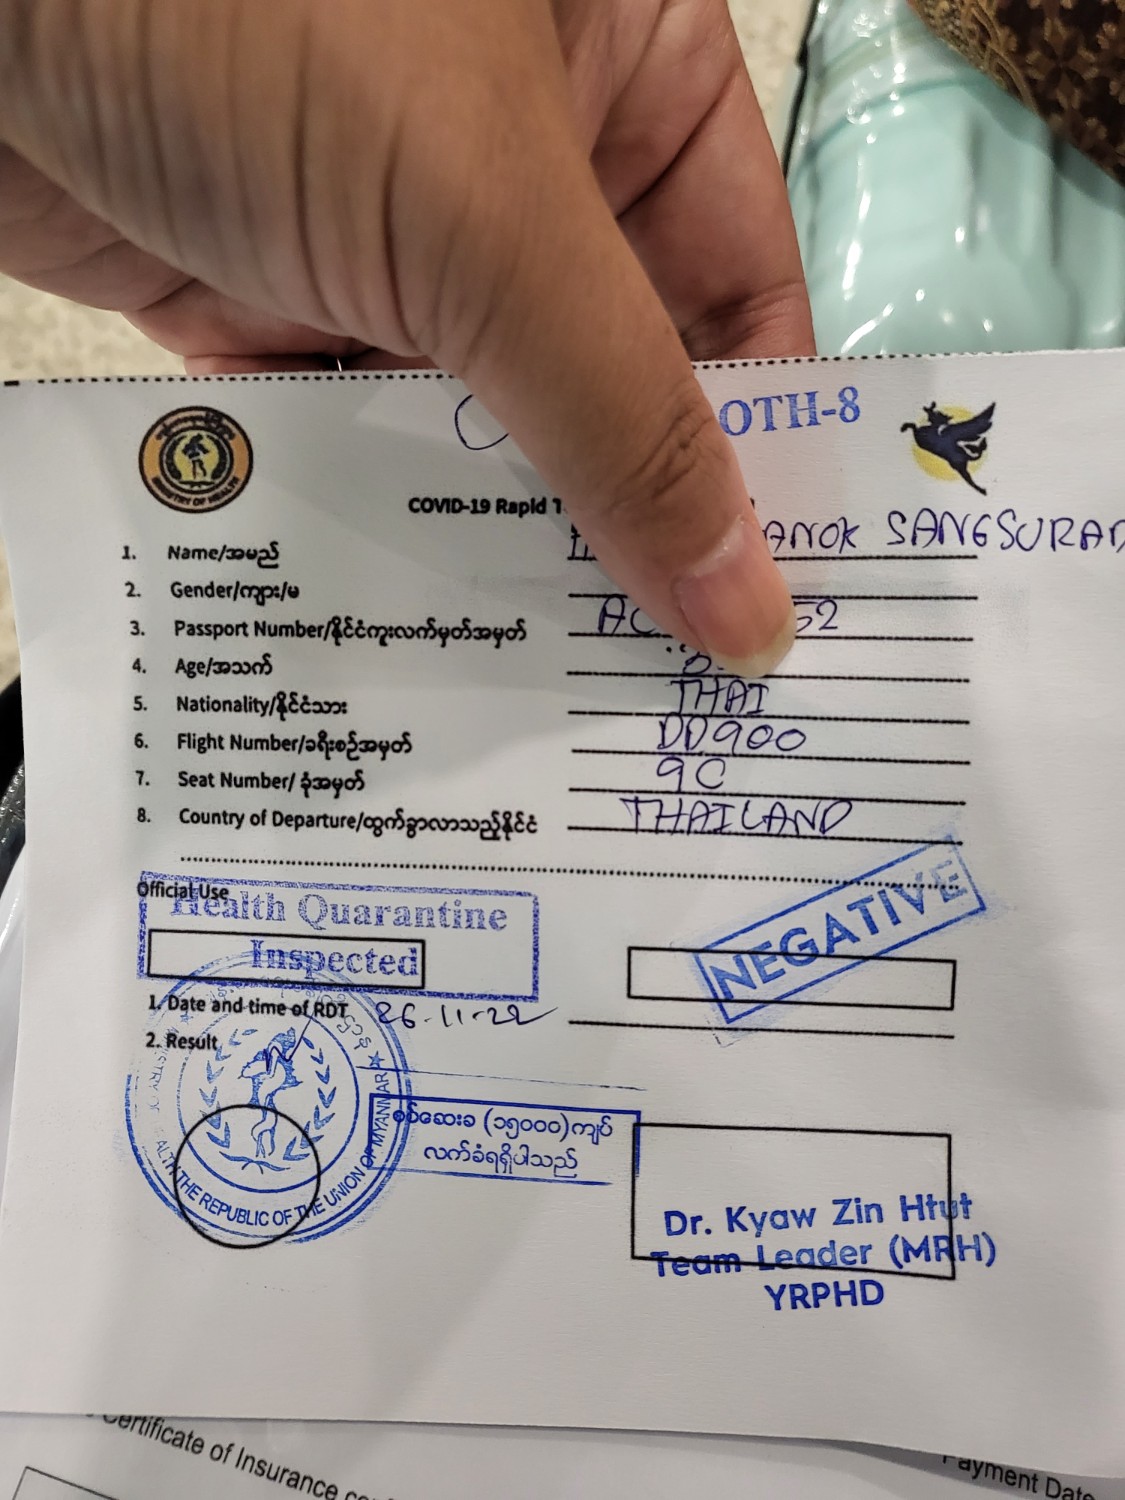 OTH-8
MINISTRY OF HEALTH
COVID-19 Rapid
1. Name/အမည် ANOK SANGSURAD
2. Gender/ကျား/မ
3. Passport Number/နိုင်ငံကူးလက်မှတ်အမှတ် AC 52
4. Age/အသက်
5. Nationality/နိုင်ငံသား THAI
6. Flight Number/ခရီးစဉ်အမှတ် DD900
7. Seat Number/ ခုံအမှတ် 9C
8. Country of Departure/ထွက်ခွာလာသည့်နိုင်ငံ THAILAND
Official Use
Health Quarantine
Inspected
NEGATIVE
1. Date and time of RDT 26-11-22
2. Result
THE REPUBLIC OF THE UNION OF MYANMAR
စစ်ဆေးခ (၁၅၀၀၀)ကျပ်
လက်ခံရရှိပါသည်
Dr. Kyaw Zin Htut
Team Leader (MRH)
YRPHD
Certificate of Insurance
Payment Date